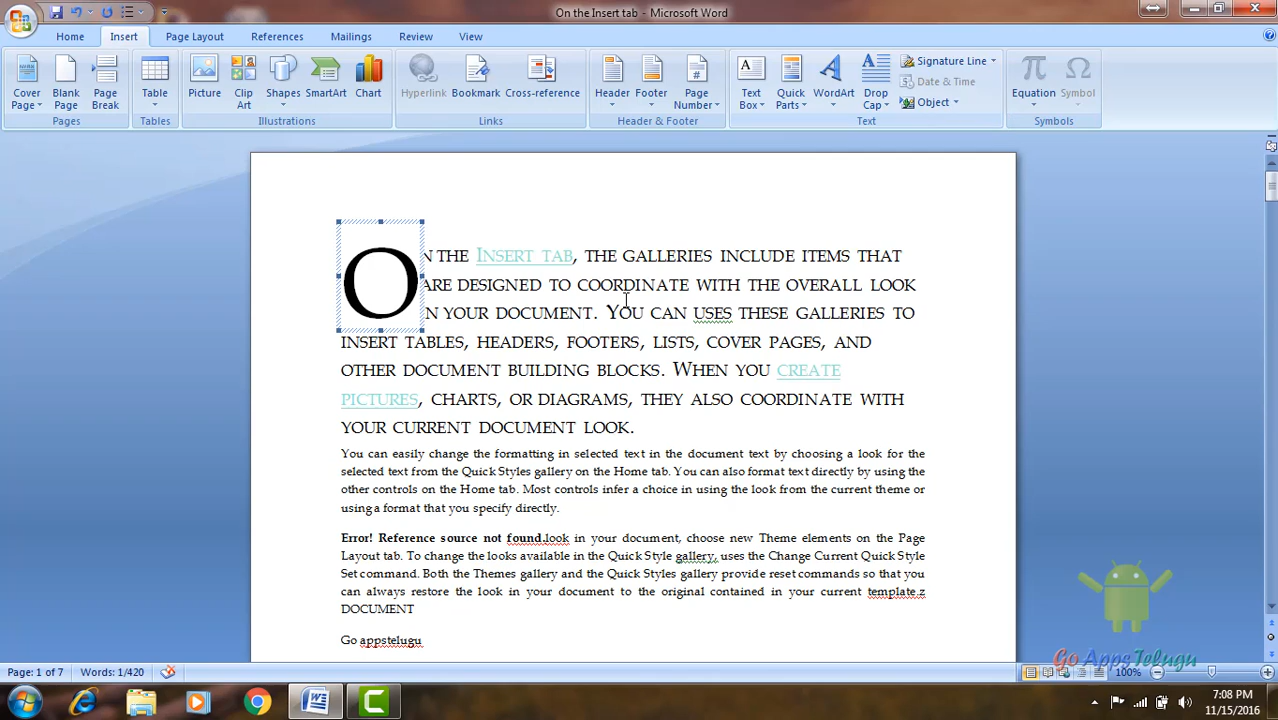 On the Insert tab - Microsoft Word
Home Insert Page Layout References Mailings Review View
Cover Page Blank Page Page Break Table Picture Clip Art Shapes SmartArt Chart Hyperlink Bookmark Cross-reference Header Footer Page Number Text Box Quick Parts WordArt Drop Cap Signature Line Date & Time Object Equation Symbol
Pages Tables Illustrations Links Header & Footer Text Symbols
ON THE INSERT TAB, THE GALLERIES INCLUDE ITEMS THAT
ARE DESIGNED TO COORDINATE WITH THE OVERALL LOOK
N YOUR DOCUMENT. YOU CAN USES THESE GALLERIES TO
INSERT TABLES, HEADERS, FOOTERS, LISTS, COVER PAGES, AND
OTHER DOCUMENT BUILDING BLOCKS. WHEN YOU CREATE
PICTURES, CHARTS, OR DIAGRAMS, THEY ALSO COORDINATE WITH
YOUR CURRENT DOCUMENT LOOK.
You can easily change the formatting in selected text in the document text by choosing a look for the
selected text from the Quick Styles gallery on the Home tab. You can also format text directly by using the
other controls on the Home tab. Most controls infer a choice in using the look from the current theme or
using a format that you specify directly.
Error! Reference source not found.look in your document, choose new Theme elements on the Page
Layout tab. To change the looks available in the Quick Style gallery, uses the Change Current Quick Style
Set command. Both the Themes gallery and the Quick Styles gallery provide reset commands so that you
can always restore the look in your document to the original contained in your current template.z
DOCUMENT
Go appstelugu
Go Apps Telugu
Page: 1 of 7 Words: 1/420 100%
7:08 PM
11/15/2016